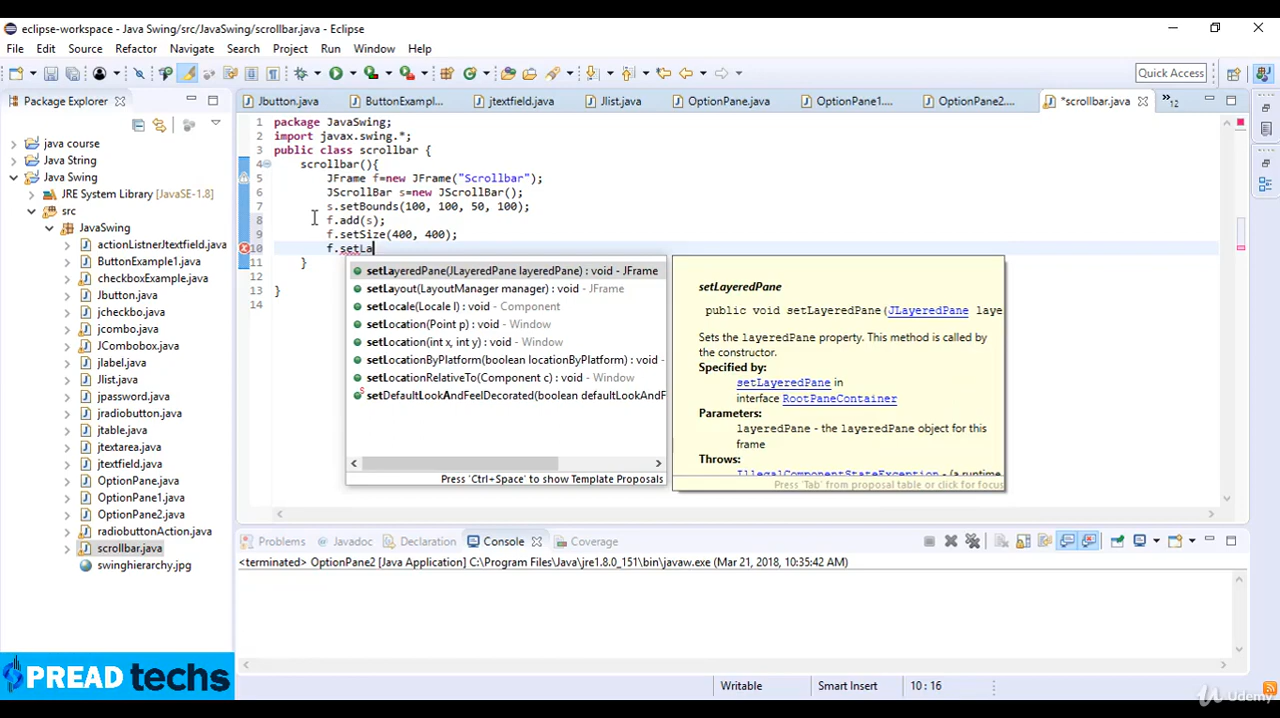 eclipse-workspace - Java Swing/src/JavaSwing/scrollbar.java - Eclipse
File Edit Source Refactor Navigate Search Project Run Window Help
Quick Access
Package Explorer
Jbutton.java ButtonExampl... jtextfield.java Jlist.java OptionPane.java OptionPane1.... OptionPane2.... *scrollbar.java »12
java course
Java String
Java Swing
JRE System Library [JavaSE-1.8]
src
JavaSwing
actionListnerJtextfield.java
ButtonExample1.java
checkboxExample.java
Jbutton.java
jcheckbo.java
jcombo.java
JCombobox.java
jlabel.java
Jlist.java
jpassword.java
jradiobutton.java
jtable.java
jtextarea.java
jtextfield.java
OptionPane.java
OptionPane1.java
OptionPane2.java
radiobuttonAction.java
scrollbar.java
swinghierarchy.jpg
1 package JavaSwing;
2 import javax.swing.*;
3 public class scrollbar {
4 scrollbar(){
5 JFrame f=new JFrame("Scrollbar");
6 JScrollBar s=new JScrollBar();
7 s.setBounds(100, 100, 50, 100);
8 f.add(s);
9 f.setSize(400, 400);
10 f.setLa
11 }
12
13 }
14
setLayeredPane(JLayeredPane layeredPane) : void - JFrame
setLayout(LayoutManager manager) : void - JFrame
setLocale(Locale l) : void - Component
setLocation(Point p) : void - Window
setLocation(int x, int y) : void - Window
setLocationByPlatform(boolean locationByPlatform) : void -
setLocationRelativeTo(Component c) : void - Window
setDefaultLookAndFeelDecorated(boolean defaultLookAndF
Press 'Ctrl+Space' to show Template Proposals
setLayeredPane
public void setLayeredPane(JLayeredPane laye
Sets the layeredPane property. This method is called by
the constructor.
Specified by:
setLayeredPane in
interface RootPaneContainer
Parameters:
layeredPane - the layeredPane object for this
frame
Throws:
IllegalComponentStateException - (a runtime
Press 'Tab' from proposal table or click for focus
Problems Javadoc Declaration Console Coverage
<terminated> OptionPane2 [Java Application] C:\Program Files\Java\jre1.8.0_151\bin\javaw.exe (Mar 21, 2018, 10:35:42 AM)
Writable Smart Insert 10 : 16
SPREAD techs
Udemy